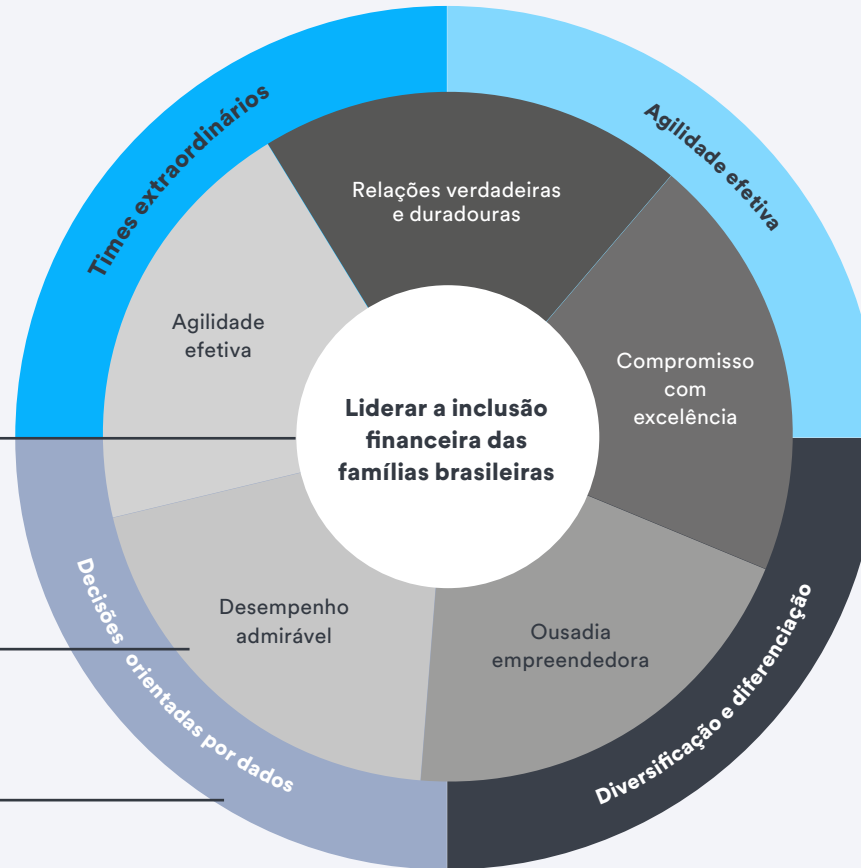 Times extraordinários
Agilidade efetiva
Relações verdadeiras
e duradouras
Agilidade
efetiva
Compromisso
com
excelência
Liderar a inclusão
financeira das
famílias brasileiras
Desempenho
admirável
Ousadia
empreendedora
Decisões orientadas por dados
Diversificação e diferenciação